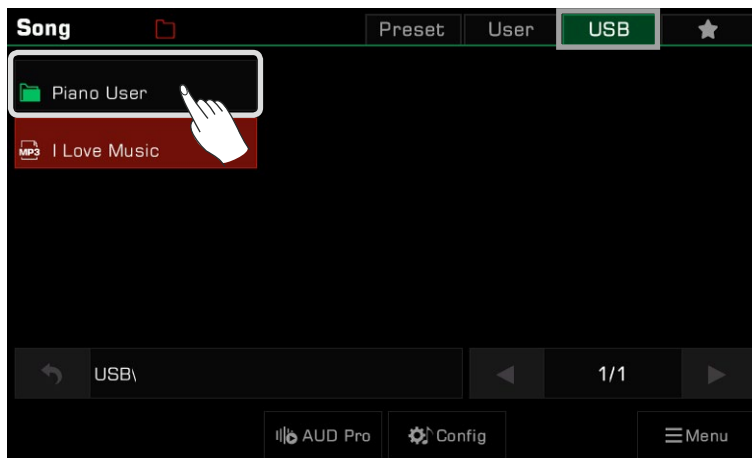 Song Preset User USB
Piano User
MP3 I Love Music
USB\ 1/1
AUD Pro Config Menu